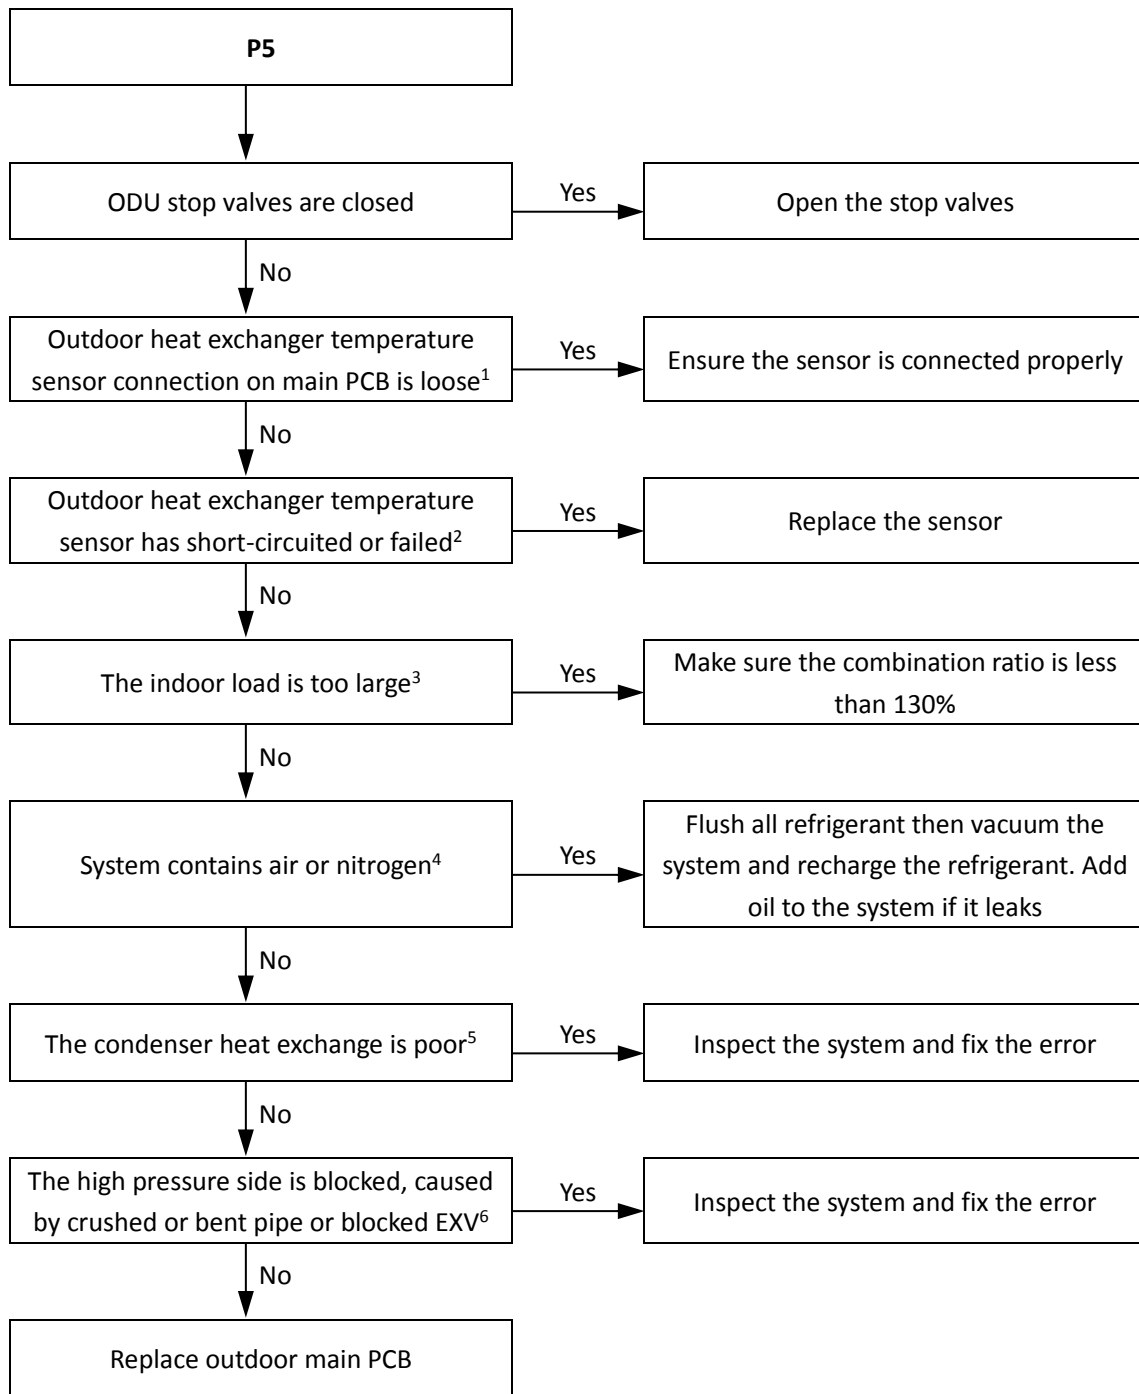 P5
ODU stop valves are closed
Yes
Open the stop valves
No
Outdoor heat exchanger temperature
sensor connection on main PCB is loose¹
Yes
Ensure the sensor is connected properly
No
Outdoor heat exchanger temperature
sensor has short-circuited or failed²
Yes
Replace the sensor
No
The indoor load is too large³
Yes
Make sure the combination ratio is less
than 130%
No
System contains air or nitrogen⁴
Yes
Flush all refrigerant then vacuum the
system and recharge the refrigerant. Add
oil to the system if it leaks
No
The condenser heat exchange is poor⁵
Yes
Inspect the system and fix the error
No
The high pressure side is blocked, caused
by crushed or bent pipe or blocked EXV⁶
Yes
Inspect the system and fix the error
No
Replace outdoor main PCB